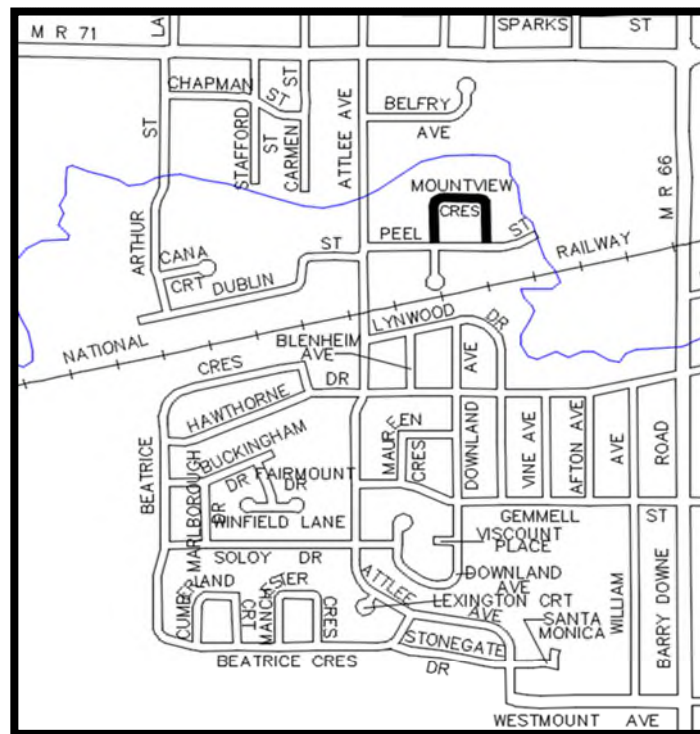 SPARKS ST
M R 71
LA
CHAPMAN ST
ST
STAFFORD ST
CARMEN
ATTLEE AVE
BELFRY AVE
M R 66
MOUNTVIEW
CRES
ARTHUR ST
PEEL ST
CANA CRT
DUBLIN ST
NATIONAL RAILWAY
LYNWOOD DR
BLENHEIM AVE
CRES
DR
HAWTHORNE
BEATRICE
BUCKINGHAM DR
MAUREEN CRES
DOWNLAND AVE
VINE AVE
AFTON AVE
AVE
ROAD
FAIRMOUNT DR
MARLBOROUGH DR
WINFIELD LANE
GEMMELL ST
VISCOUNT PLACE
SOLOY DR
DOWNLAND AVE
ATTLEE AVE
LEXINGTON CRT
CUMBERLAND CRT
MANCHESTER CRES
SANTA MONICA
STONEGATE DR
WILLIAM
BARRY DOWNE
BEATRICE CRES
WESTMOUNT AVE